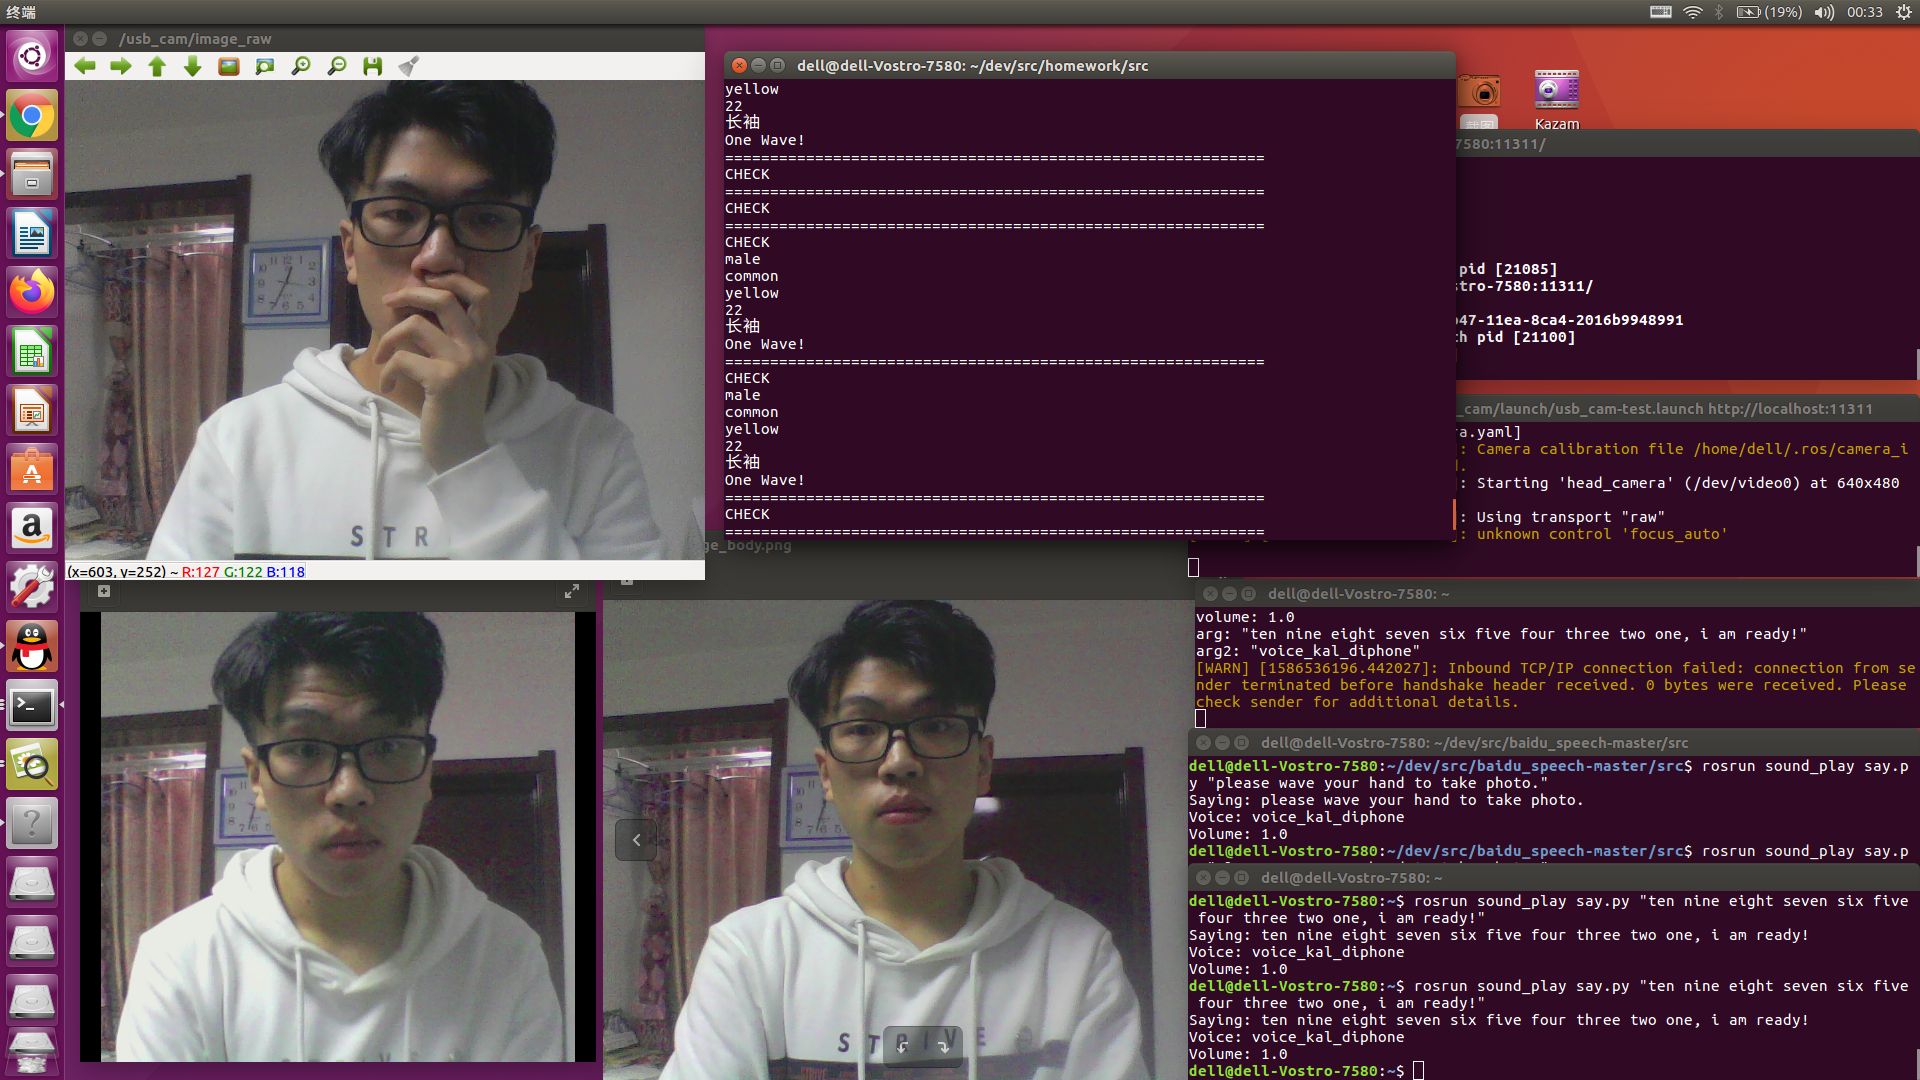 终端
(19%)
00:33
/usb_cam/image_raw
(x=603, y=252) ~ R:127 G:122 B:118
STR
dell@dell-Vostro-7580: ~/dev/src/homework/src
yellow
22
长袖
One Wave!
============================================================
CHECK
============================================================
CHECK
============================================================
CHECK
male
common
yellow
22
长袖
One Wave!
============================================================
CHECK
male
common
yellow
22
长袖
One Wave!
============================================================
CHECK
============================================================
Kazam
7580:11311/
pid [21085]
stro-7580:11311/
47-11ea-8ca4-2016b9948991
h pid [21100]
_cam/launch/usb_cam-test.launch http://localhost:11311
ra.yaml]
]: Camera calibration file /home/dell/.ros/camera_i
]: Starting 'head_camera' (/dev/video0) at 640x480
]: Using transport "raw"
]: unknown control 'focus_auto'
ge_body.png
dell@dell-Vostro-7580: ~
volume: 1.0
arg: "ten nine eight seven six five four three two one, i am ready!"
arg2: "voice_kal_diphone"
[WARN] [1586536196.442027]: Inbound TCP/IP connection failed: connection from se
nder terminated before handshake header received. 0 bytes were received. Please
check sender for additional details.
dell@dell-Vostro-7580: ~/dev/src/baidu_speech-master/src
dell@dell-Vostro-7580:~/dev/src/baidu_speech-master/src$ rosrun sound_play say.p
y "please wave your hand to take photo."
Saying: please wave your hand to take photo.
Voice: voice_kal_diphone
Volume: 1.0
dell@dell-Vostro-7580:~/dev/src/baidu_speech-master/src$ rosrun sound_play say.p
dell@dell-Vostro-7580: ~
dell@dell-Vostro-7580:~$ rosrun sound_play say.py "ten nine eight seven six five
four three two one, i am ready!"
Saying: ten nine eight seven six five four three two one, i am ready!
Voice: voice_kal_diphone
Volume: 1.0
dell@dell-Vostro-7580:~$ rosrun sound_play say.py "ten nine eight seven six five
four three two one, i am ready!"
Saying: ten nine eight seven six five four three two one, i am ready!
Voice: voice_kal_diphone
Volume: 1.0
dell@dell-Vostro-7580:~$
STRIVE